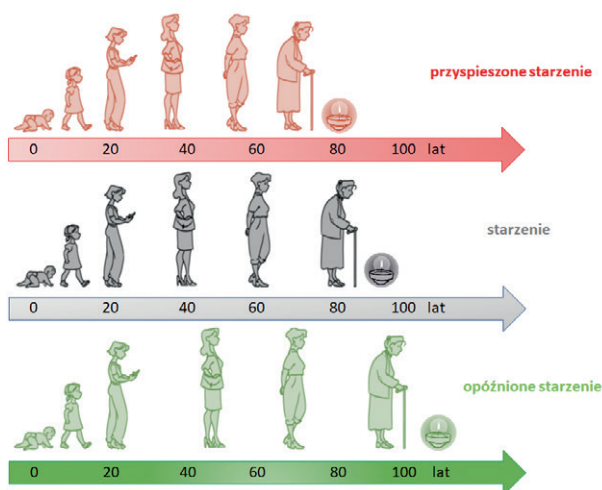 przyspieszone starzenie
0 20 40 60 80 100 lat
starzenie
0 20 40 60 80 100 lat
opóźnione starzenie
0 20 40 60 80 100 lat